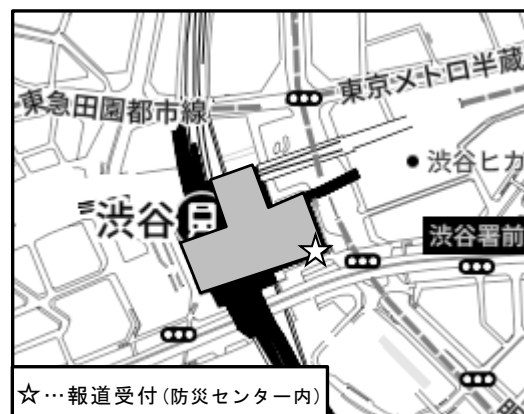 東急田園都市線
東京メトロ半蔵
渋谷ヒカ
渋谷
渋谷署前
☆…報道受付(防災センター内)